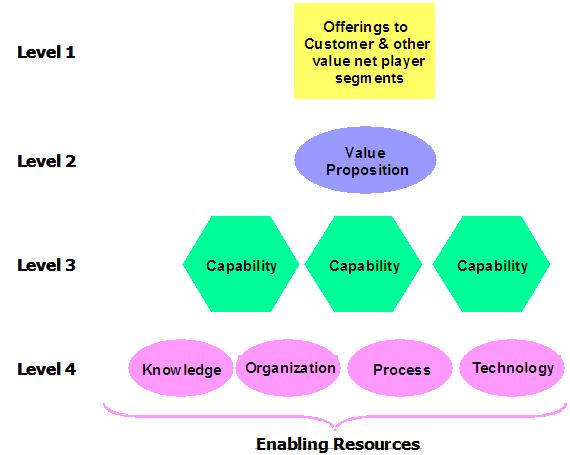 Level 1
Offerings to
Customer & other
value net player
segments
Level 2
Value
Proposition
Level 3
Capability
Capability
Capability
Level 4
Knowledge
Organization
Process
Technology
Enabling Resources